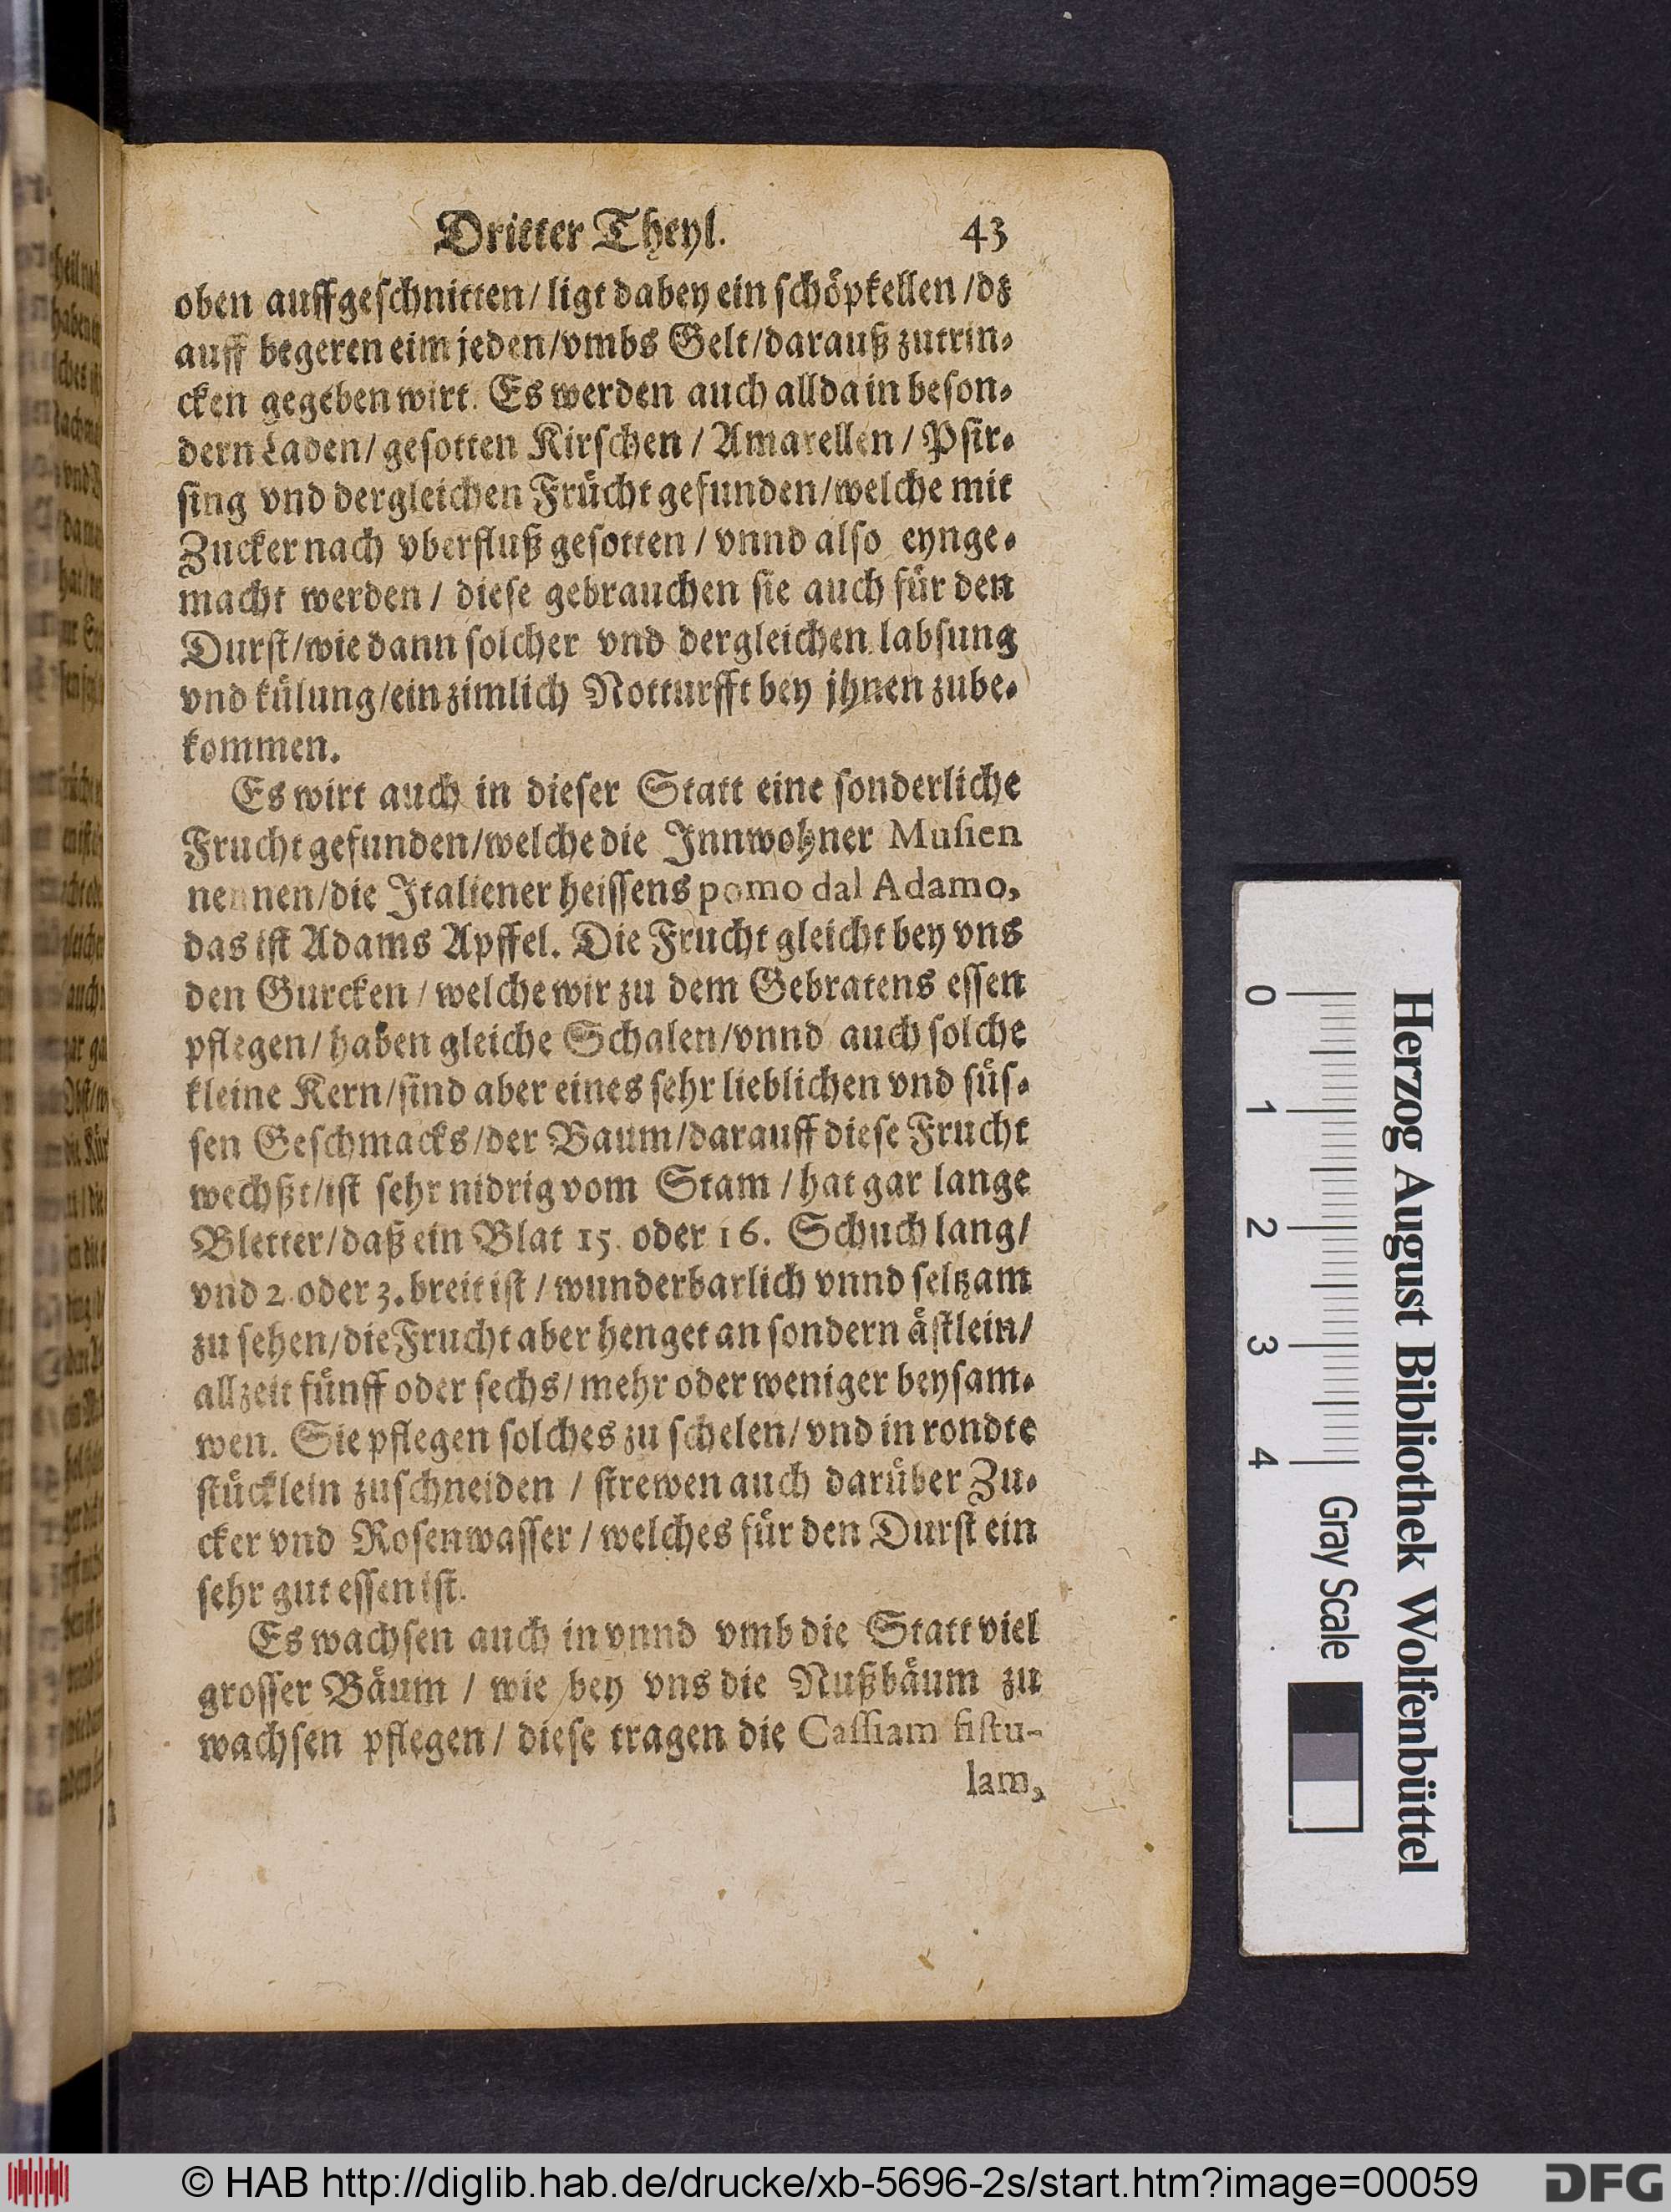 Dritter Theyl. 43
oben auffgeschnitten/ ligt dabey ein schöpkellen /dz
auff begeren eim jeden/vmbs Gelt/darauß zutrin-
cken gegeben wirt. Es werden auch allda in beson-
dern Laden/ gesotten Kirschen / Amarellen / Pfir-
sing vnd dergleichen Frücht gefunden/welche mit
Zucker nach vberfluß gesotten / vnnd also eynge-
macht werden / diese gebrauchen sie auch für den
Durst/wie dann solcher vnd dergleichen labsung
vnd külung/ein zimlich Notturfft bey jhnen zube-
kommen.
Es wirt auch in dieser Statt eine sonderliche
Frucht gefunden/welche die Innwohner Musien
nennen/die Italiener heissens pomo dal Adamo,
das ist Adams Apffel. Die Frucht gleicht bey vns
den Gurcken / welche wir zu dem Gebratens essen
pflegen/ haben gleiche Schalen/vnnd auch solche
kleine Kern/sind aber eines sehr lieblichen vnd süs-
sen Geschmacks/der Baum/darauff diese Frucht
wechßt/ist sehr nidrig vom Stam / hat gar lange
Bletter/daß ein Blat 15. oder 16. Schuch lang/
vnd 2. oder 3. breit ist / wunderbarlich vnnd seltzam
zu sehen/die Frucht aber henget an sondern ästlein/
allzeit fünff oder sechs/ mehr oder weniger beysam-
wen. Sie pflegen solches zu schelen/ vnd in rondte
stücklein zuschneiden / strewen auch darüber Zu-
cker vnd Rosenwasser / welches für den Durst ein
sehr gut essen ist.
Es wachsen auch in vnnd vmb die Statt viel
grosser Bäum / wie bey vns die Nußbäum zu
wachsen pflegen/ diese tragen die Cassiam fistu-
lam,
Herzog August Bibliothek Wolfenbüttel
0 1 2 3 4 Gray Scale
© HAB http://diglib.hab.de/drucke/xb-5696-2s/start.htm?image=00059
DFG